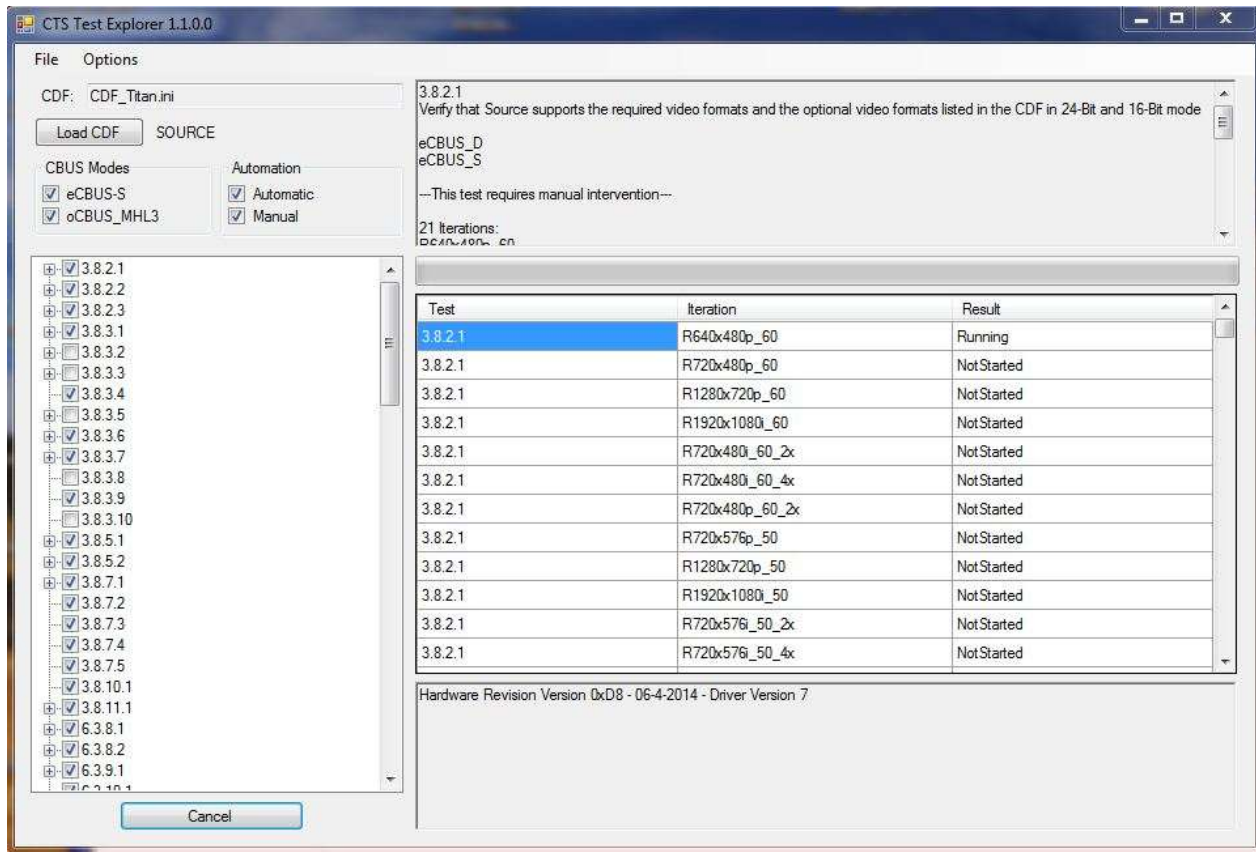 CTS Test Explorer 1.1.0.0
File Options
CDF: CDF_Titan.ini
Load CDF SOURCE
CBUS Modes
eCBUS-S
oCBUS_MHL3
Automation
Automatic
Manual
3.8.2.1
Verify that Source supports the required video formats and the optional video formats listed in the CDF in 24-Bit and 16-Bit mode
eCBUS_D
eCBUS_S
---This test requires manual intervention---
21 Iterations:
R640x480p_60
3.8.2.1
3.8.2.2
3.8.2.3
3.8.3.1
3.8.3.2
3.8.3.3
3.8.3.4
3.8.3.5
3.8.3.6
3.8.3.7
3.8.3.8
3.8.3.9
3.8.3.10
3.8.5.1
3.8.5.2
3.8.7.1
3.8.7.2
3.8.7.3
3.8.7.4
3.8.7.5
3.8.10.1
3.8.11.1
6.3.8.1
6.3.8.2
6.3.9.1
6.3.10.1
Cancel
Test Iteration Result
3.8.2.1 R640x480p_60 Running
3.8.2.1 R720x480p_60 NotStarted
3.8.2.1 R1280x720p_60 NotStarted
3.8.2.1 R1920x1080i_60 NotStarted
3.8.2.1 R720x480i_60_2x NotStarted
3.8.2.1 R720x480i_60_4x NotStarted
3.8.2.1 R720x480p_60_2x NotStarted
3.8.2.1 R720x576p_50 NotStarted
3.8.2.1 R1280x720p_50 NotStarted
3.8.2.1 R1920x1080i_50 NotStarted
3.8.2.1 R720x576i_50_2x NotStarted
3.8.2.1 R720x576i_50_4x NotStarted
Hardware Revision Version 0xD8 - 06-4-2014 - Driver Version 7